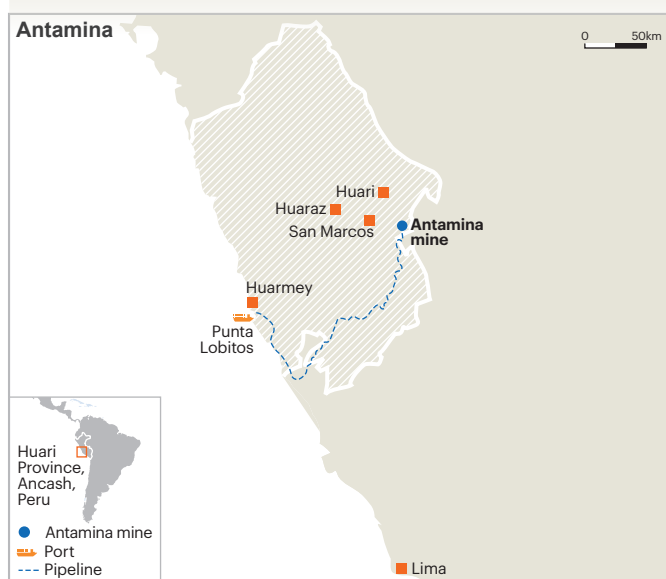 Antamina
0 50km
Huari
Huaraz
San Marcos
Antamina
mine
Huarmey
Punta
Lobitos
Huari
Province,
Ancash,
Peru
Antamina mine
Port
Pipeline
Lima